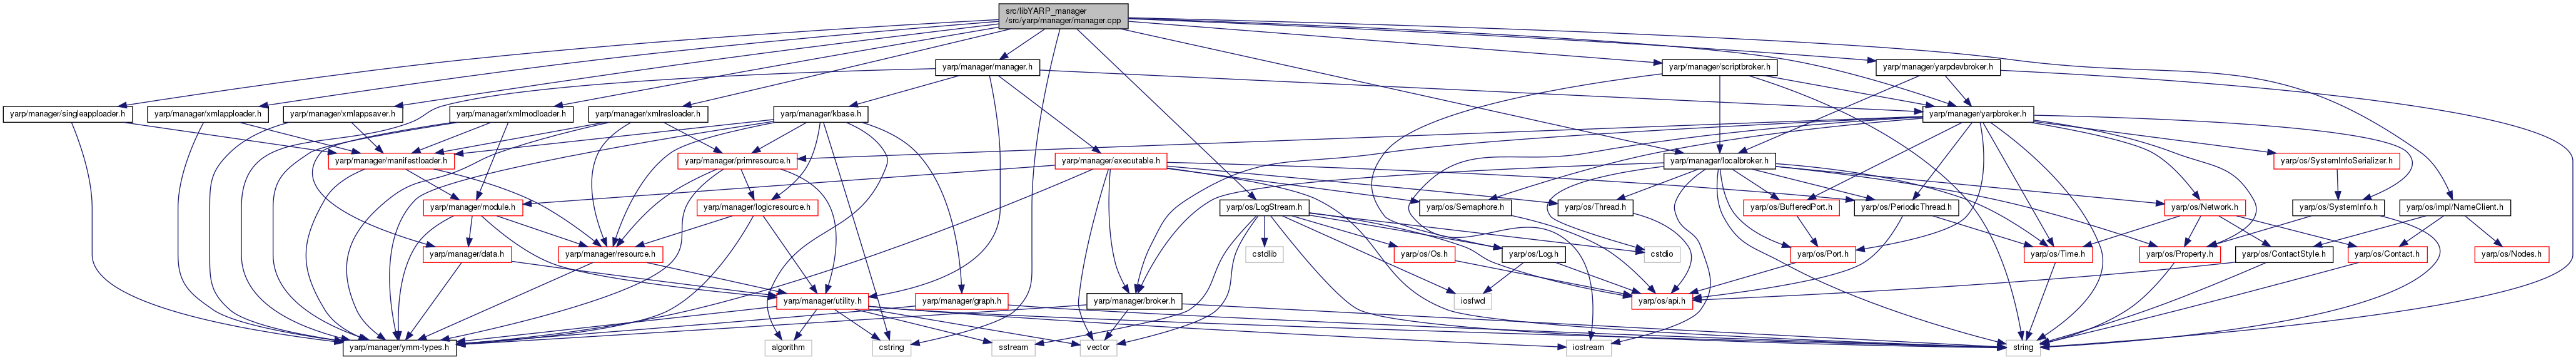 src/libYARP_manager
/src/yarp/manager/manager.cpp
yarp/manager/manager.h
yarp/manager/scriptbroker.h
yarp/manager/yarpdevbroker.h
yarp/manager/singleapploader.h
yarp/manager/xmlapploader.h
yarp/manager/xmlappsaver.h
yarp/manager/xmlmodloader.h
yarp/manager/xmlresloader.h
yarp/manager/kbase.h
yarp/manager/yarpbroker.h
yarp/manager/manifestloader.h
yarp/manager/primresource.h
yarp/manager/executable.h
yarp/manager/localbroker.h
yarp/os/SystemInfoSerializer.h
yarp/manager/module.h
yarp/manager/logicresource.h
yarp/os/LogStream.h
yarp/os/Semaphore.h
yarp/os/Thread.h
yarp/os/BufferedPort.h
yarp/os/PeriodicThread.h
yarp/os/Network.h
yarp/os/SystemInfo.h
yarp/os/impl/NameClient.h
yarp/manager/data.h
yarp/manager/resource.h
cstdlib
yarp/os/Os.h
yarp/os/Log.h
cstdio
yarp/os/Port.h
yarp/os/Time.h
yarp/os/Property.h
yarp/os/ContactStyle.h
yarp/os/Contact.h
yarp/os/Nodes.h
yarp/manager/utility.h
yarp/manager/graph.h
yarp/manager/broker.h
iosfwd
yarp/os/api.h
yarp/manager/ymm-types.h
algorithm
cstring
sstream
vector
iostream
string